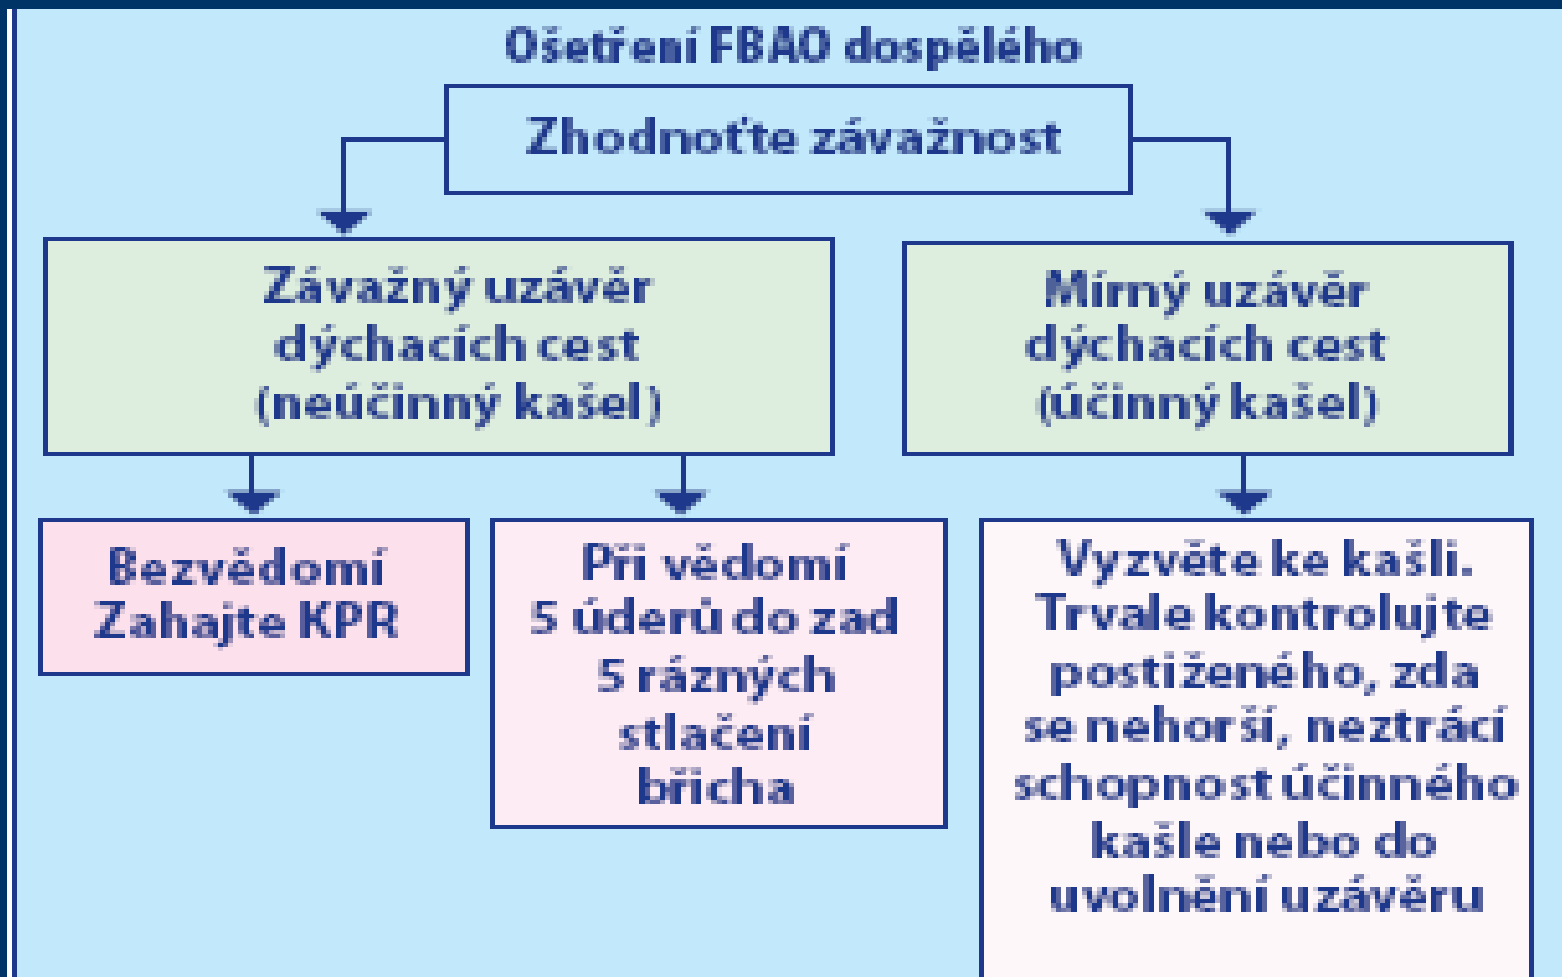 Ošetření FBAO dospělého
Zhodnoťte závažnost
Závažný uzávěr
dýchacích cest
(neúčinný kašel)
Mírný uzávěr
dýchacích cest
(účinný kašel)
Bezvědomí
Zahajte KPR
Při vědomí
5 úderů do zad
5 rázných
stlačení
břicha
Vyzvěte ke kašli.
Trvale kontrolujte
postiženého, zda
se nehorší, neztrácí
schopnost účinného
kašle nebo do
uvolnění uzávěru